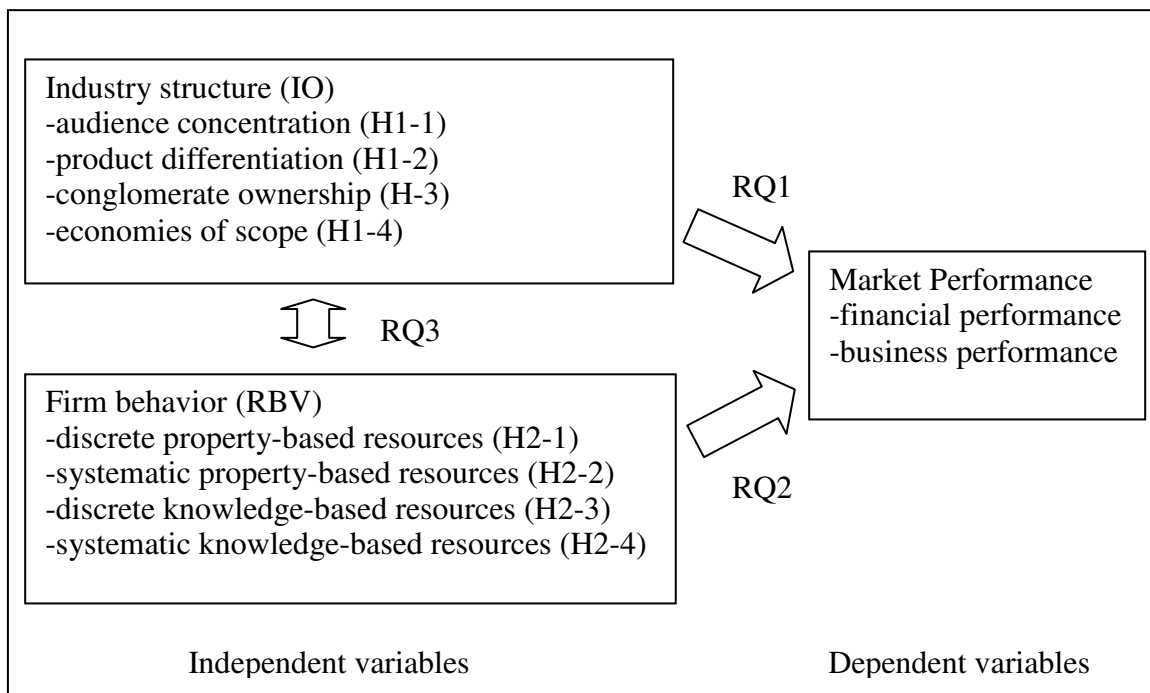 Industry structure (IO)
-audience concentration (H1-1)
-product differentiation (H1-2)
-conglomerate ownership (H-3)
-economies of scope (H1-4)
RQ1
Market Performance
-financial performance
-business performance
RQ3
Firm behavior (RBV)
-discrete property-based resources (H2-1)
-systematic property-based resources (H2-2)
-discrete knowledge-based resources (H2-3)
-systematic knowledge-based resources (H2-4)
RQ2
Independent variables
Dependent variables